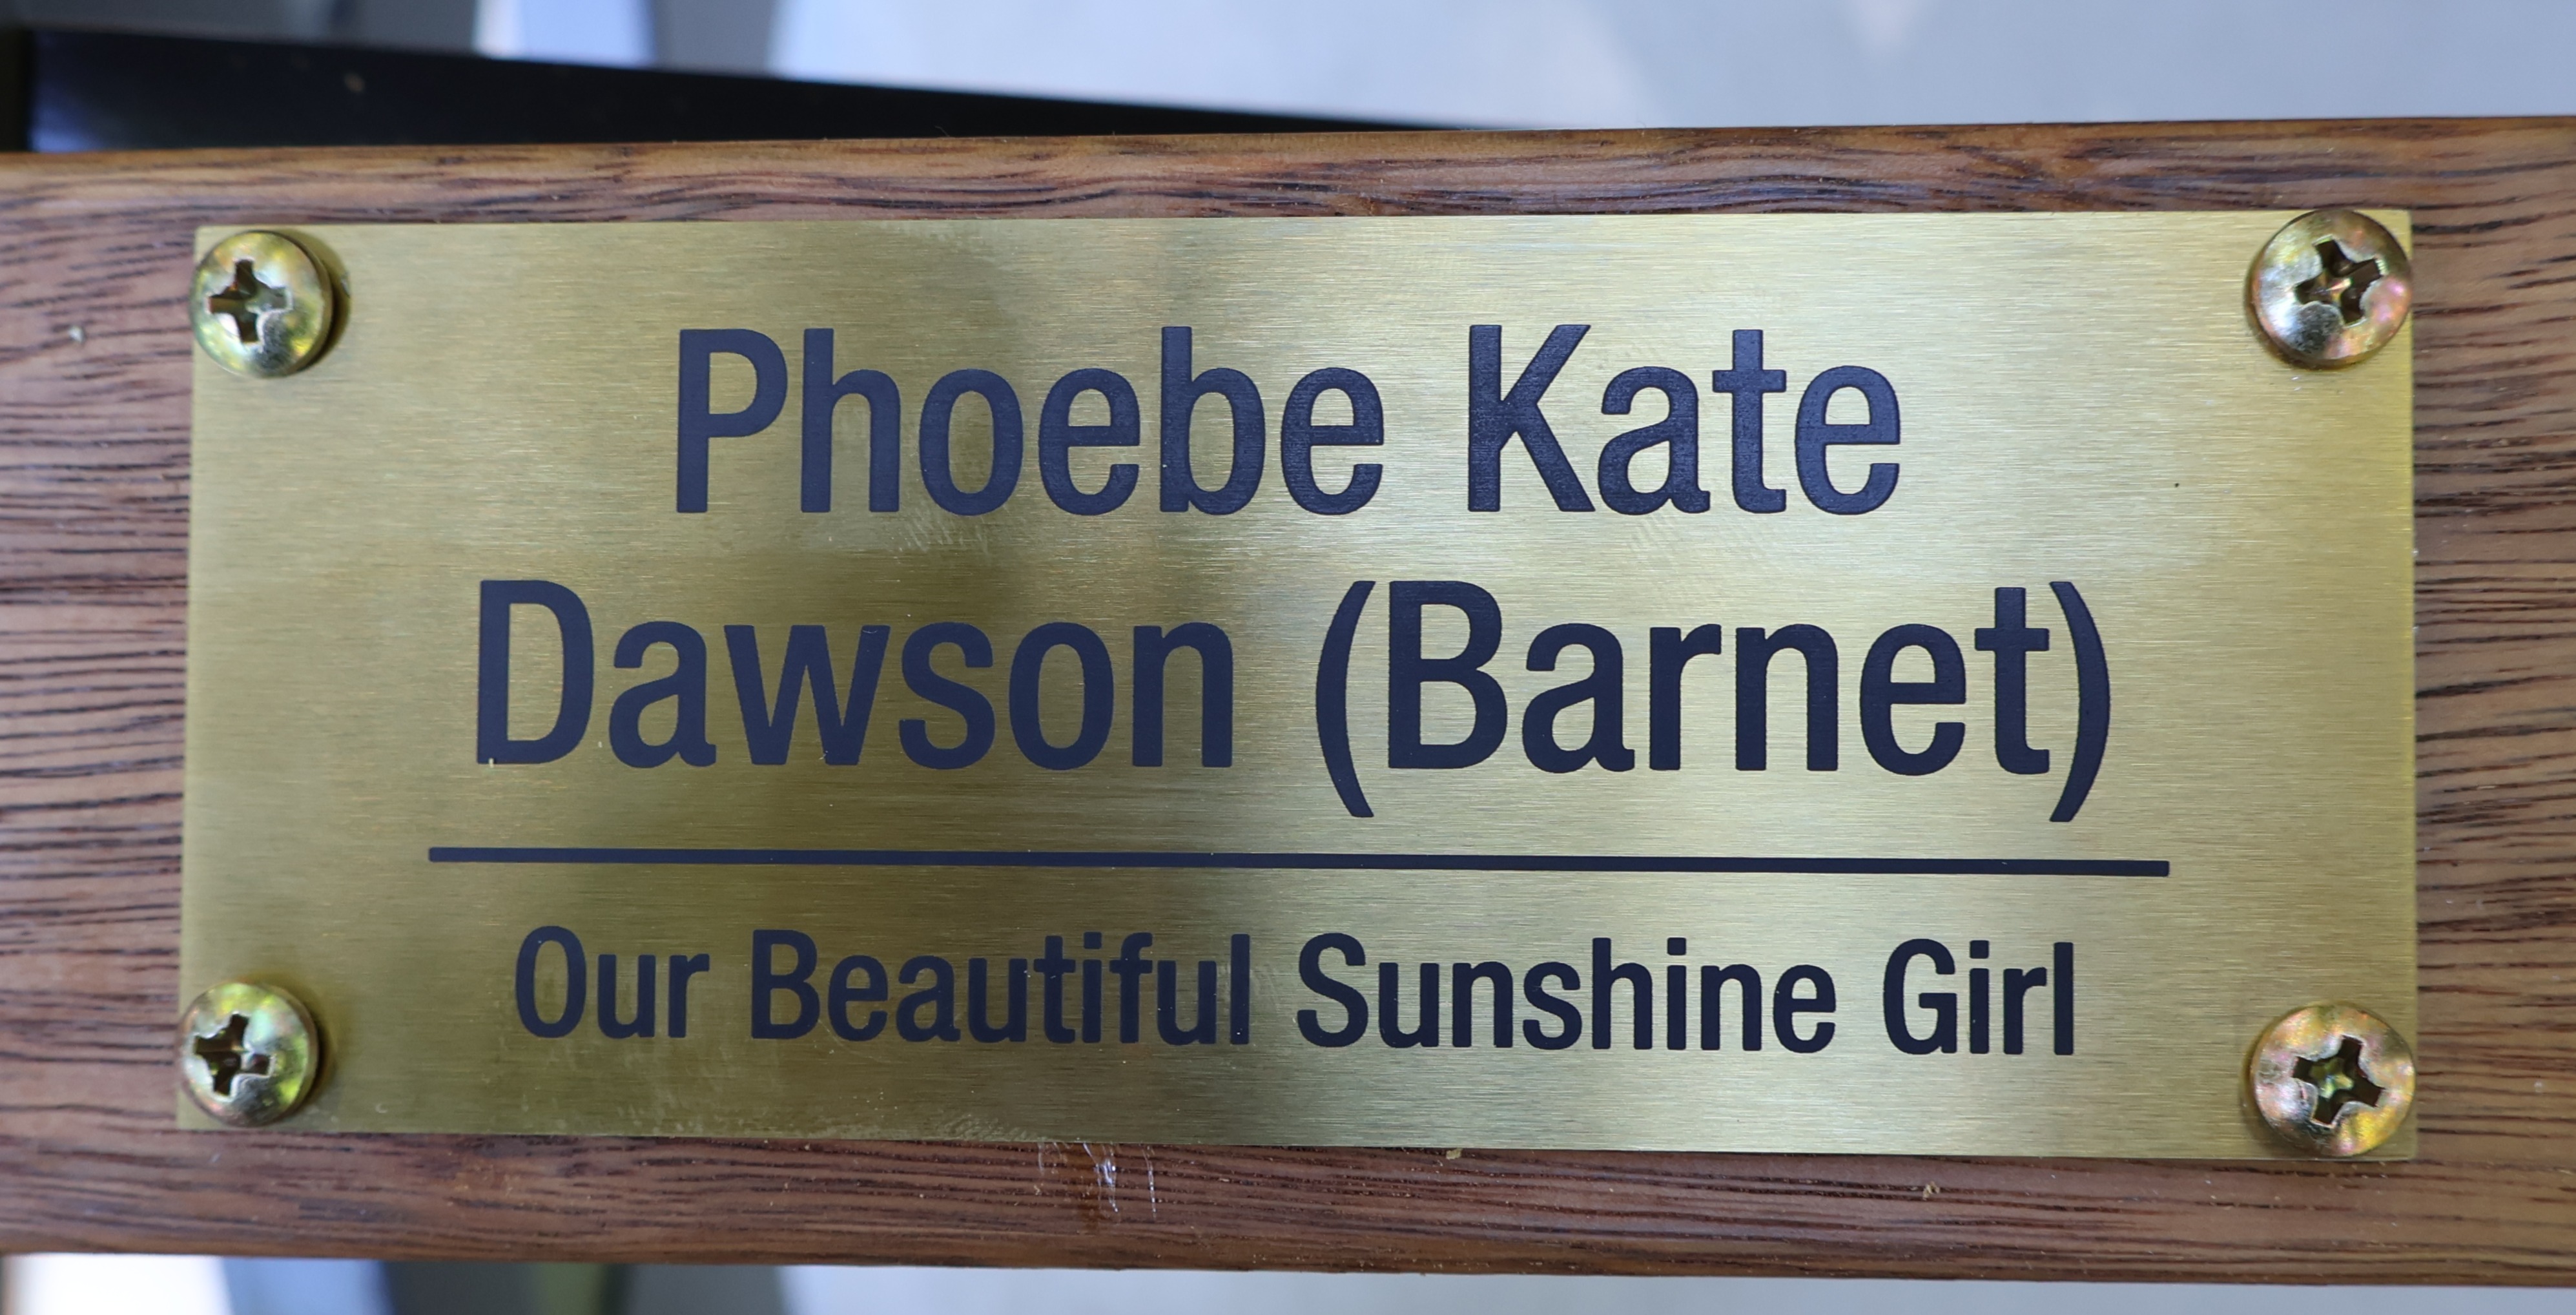 Phoebe Kate
Dawson (Barnet)
Our Beautiful Sunshine Girl